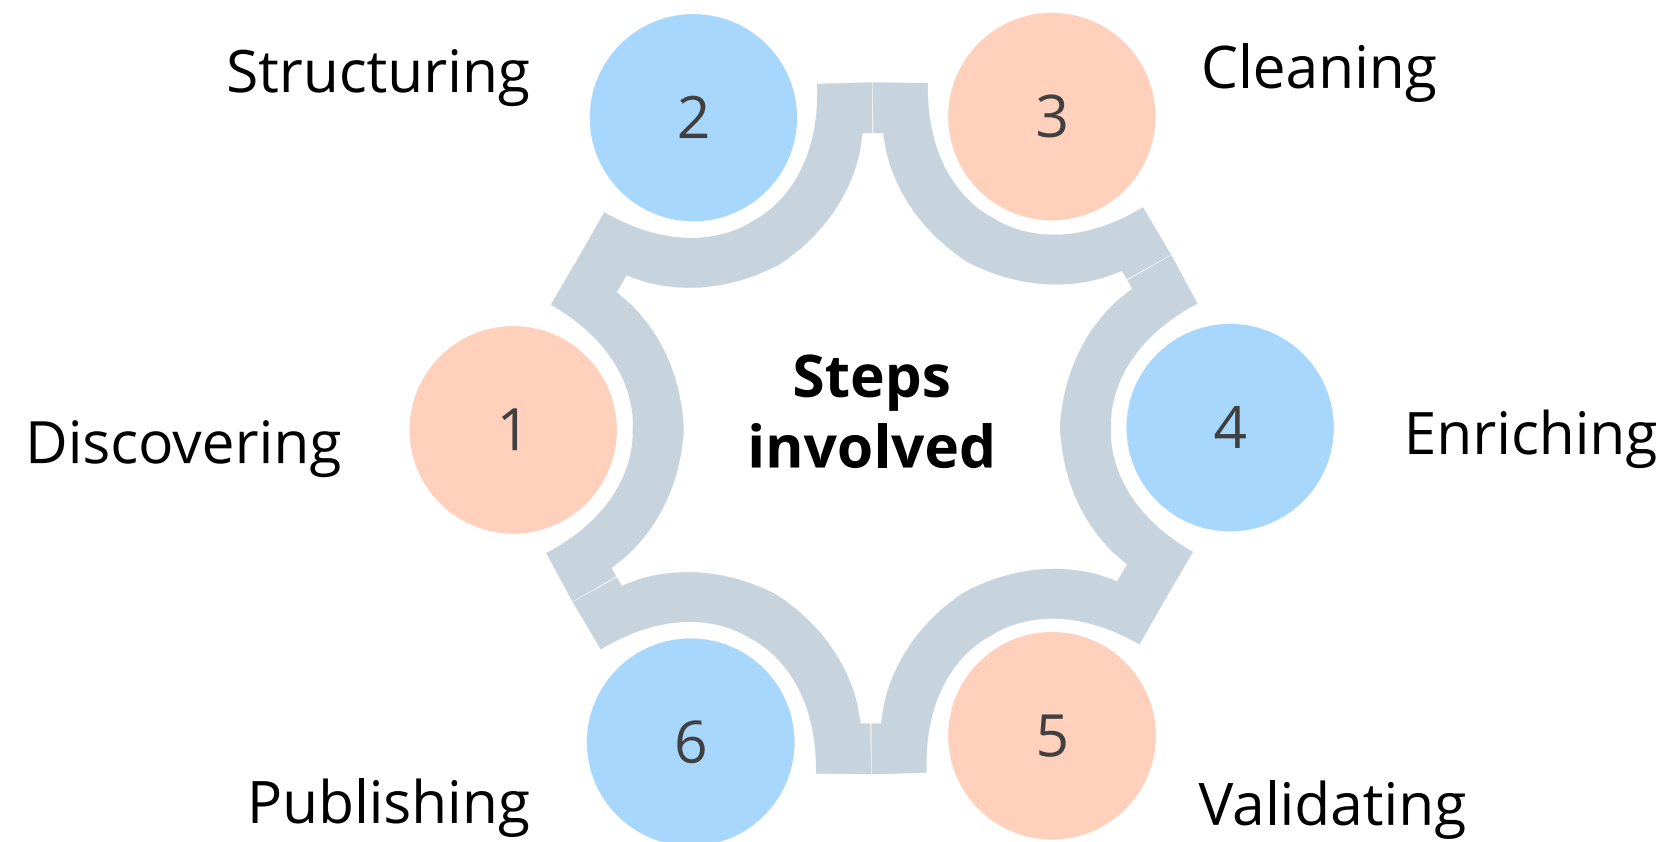 Structuring
2
3
Cleaning
Discovering
1
Steps
involved
4
Enriching
Publishing
6
5
Validating